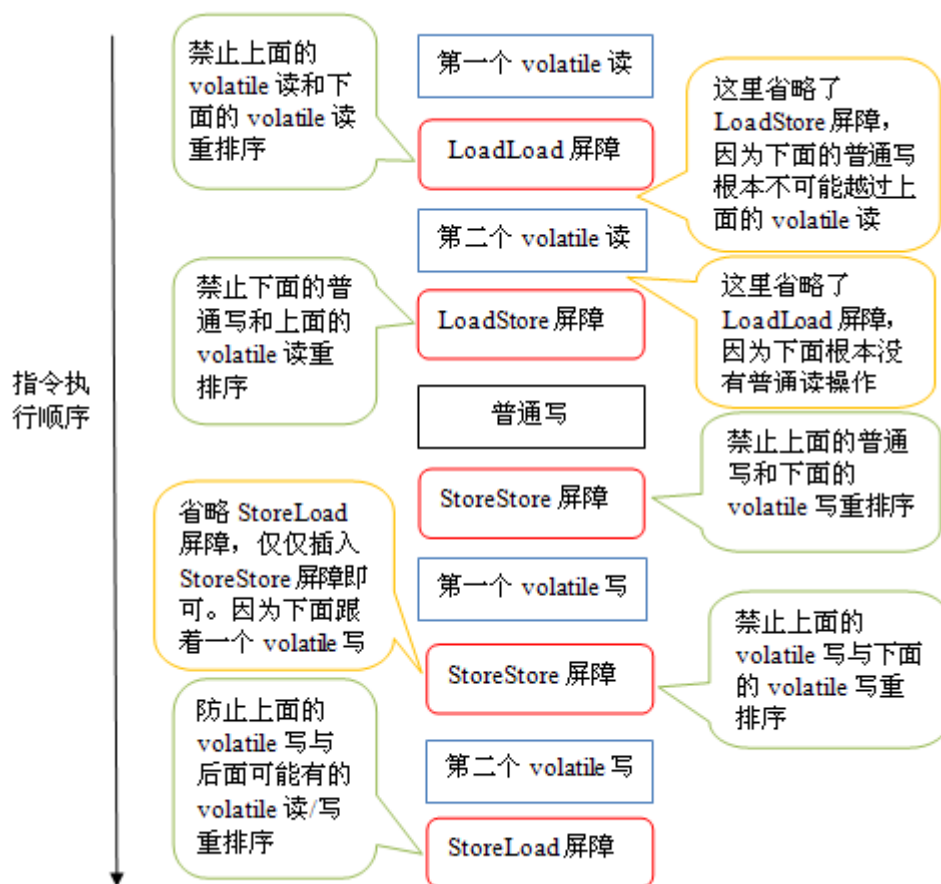 禁止上面的
volatile 读和下
面的 volatile 读
重排序
第一个 volatile 读
这里省略了
LoadStore 屏障,
因为下面的普通写
根本不可能越过上
面的 volatile 读
LoadLoad 屏障
第二个 volatile 读
禁止下面的普
通写和上面的
volatile 读重
排序
这里省略了
LoadLoad 屏障,
因为下面根本没
有普通读操作
LoadStore 屏障
指令执
行顺序
普通写
禁止上面的普通
写和下面的
volatile 写重排序
StoreStore 屏障
省略 StoreLoad
屏障,仅仅插入
StoreStore 屏障即
可。因为下面跟
着一个 volatile 写
第一个 volatile 写
禁止上面的
volatile 写与下面
的 volatile 写重
排序
StoreStore 屏障
防止上面的
volatile 写与
后面可能有的
volatile 读/写
重排序
第二个 volatile 写
StoreLoad 屏障